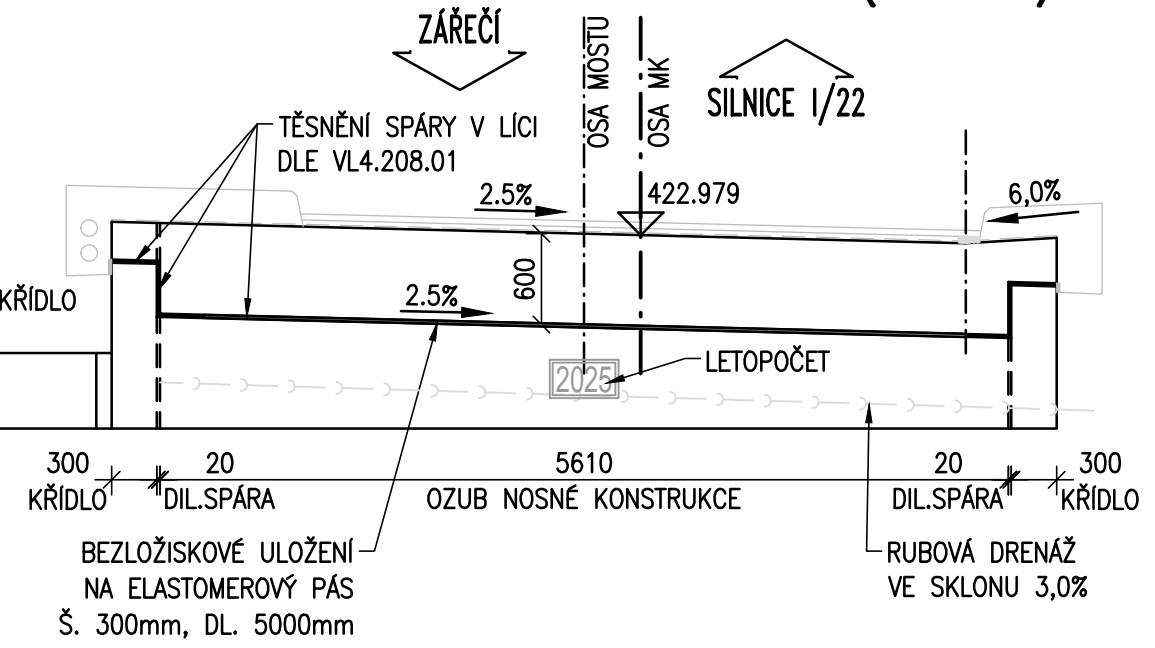 ZÁŘEČÍ
OSA MOSTU
OSA MK
SILNICE I/22
TĚSNĚNÍ SPÁRY V LÍCI
DLE VL4.208.01
2.5%
422.979
6,0%
600
KŘÍDLO
2.5%
2025
LETOPOČET
300
20
5610
20
300
KŘÍDLO
DIL.SPÁRA
OZUB NOSNÉ KONSTRUKCE
DIL.SPÁRA
KŘÍDLO
BEZLOŽISKOVÉ ULOŽENÍ
NA ELASTOMEROVÝ PÁS
Š. 300mm, DL. 5000mm
RUBOVÁ DRENÁŽ
VE SKLONU 3,0%